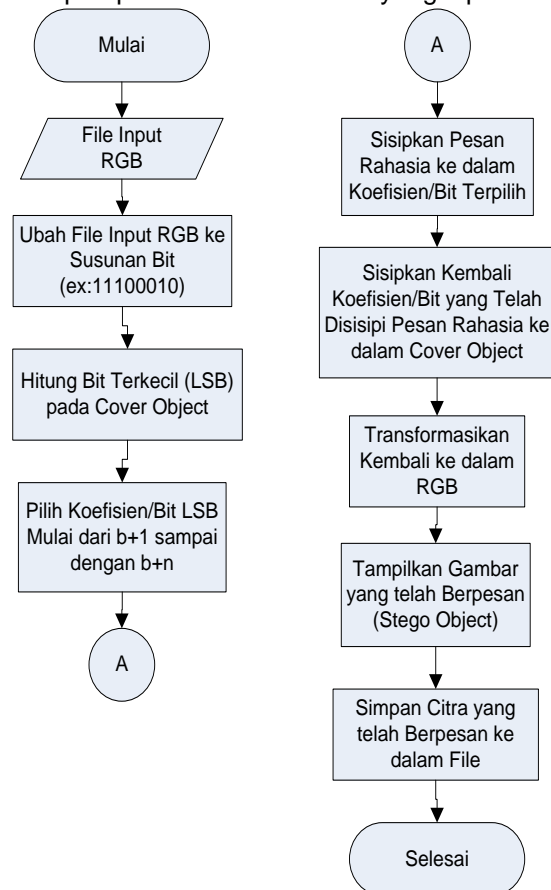 Mulai
File Input
RGB
Ubah File Input RGB ke
Susunan Bit
(ex:11100010)
Hitung Bit Terkecil (LSB)
pada Cover Object
Pilih Koefisien/Bit LSB
Mulai dari b+1 sampai
dengan b+n
A
A
Sisipkan Pesan
Rahasia ke dalam
Koefisien/Bit Terpilih
Sisipkan Kembali
Koefisien/Bit yang Telah
Disisipi Pesan Rahasia ke
dalam Cover Object
Transformasikan
Kembali ke dalam
RGB
Tampilkan Gambar
yang telah Berpesan
(Stego Object)
Simpan Citra yang
telah Berpesan ke
dalam File
Selesai